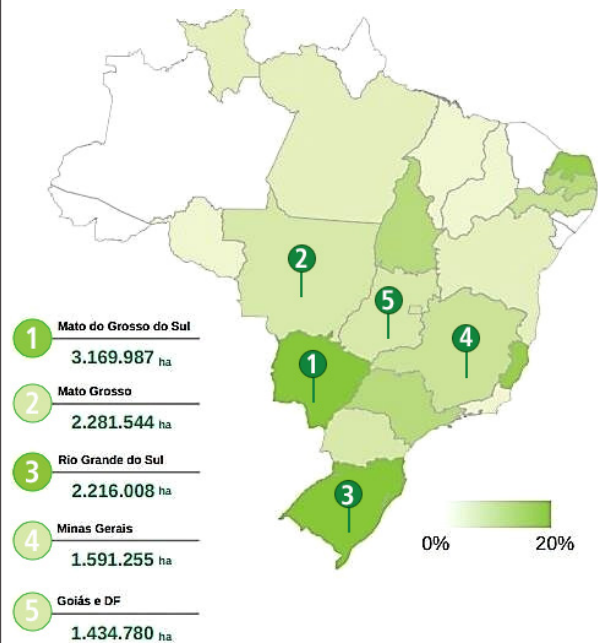 2
5
4
1
3
1
Mato do Grosso do Sul
3.169.987 ha
2
Mato Grosso
2.281.544 ha
3
Rio Grande do Sul
2.216.008 ha
4
Minas Gerais
1.591.255 ha
5
Goiás e DF
1.434.780 ha
0% 20%